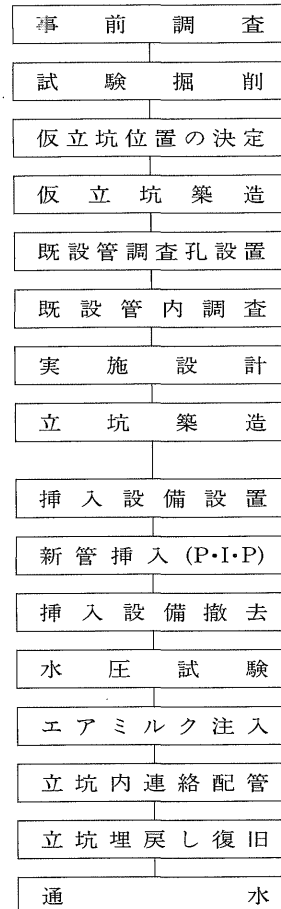 事前調査
試験掘削
仮立坑位置の決定
仮立坑築造
既設管調査孔設置
既設管内調査
実施設計
立坑築造
挿入設備設置
新管挿入(P・I・P)
挿入設備撤去
水圧試験
エアミルク注入
立坑内連絡配管
立坑埋戻し復旧
通水